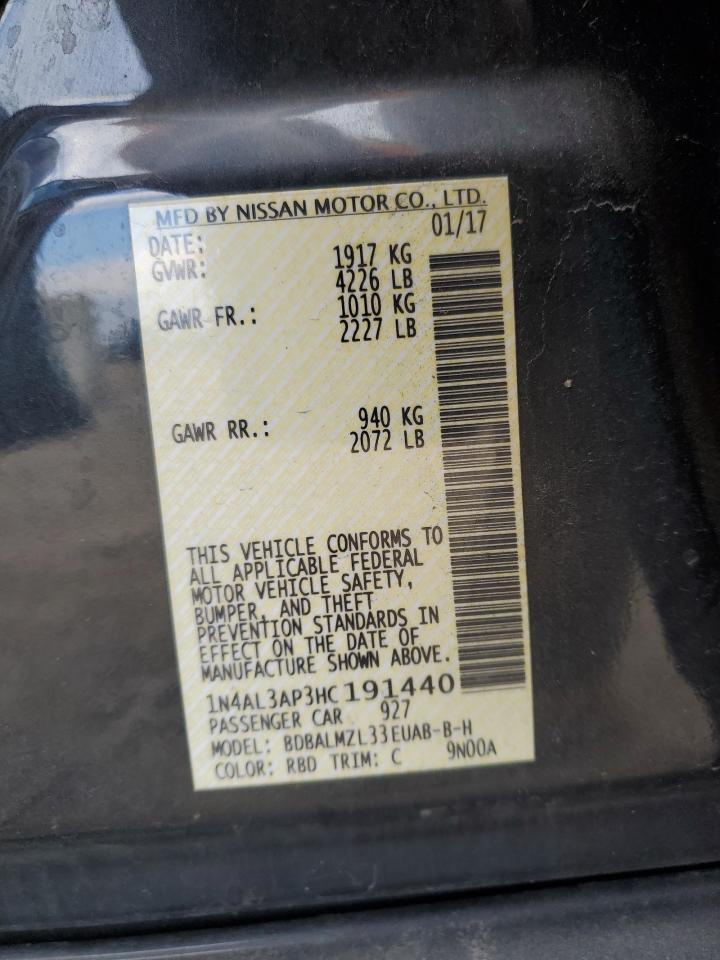 MFD BY NISSAN MOTOR CO., LTD.
DATE: 01/17
GVWR: 1917 KG
4226 LB
GAWR FR.: 1010 KG
2227 LB
GAWR RR.: 940 KG
2072 LB
THIS VEHICLE CONFORMS TO
ALL APPLICABLE FEDERAL
MOTOR VEHICLE SAFETY,
BUMPER, AND THEFT
PREVENTION STANDARDS IN
EFFECT ON THE DATE OF
MANUFACTURE SHOWN ABOVE.
1N4AL3AP3HC191440
PASSENGER CAR 927
MODEL: BDBALMZL33EUAB-B-H
COLOR: RBD TRIM: C 9N00A